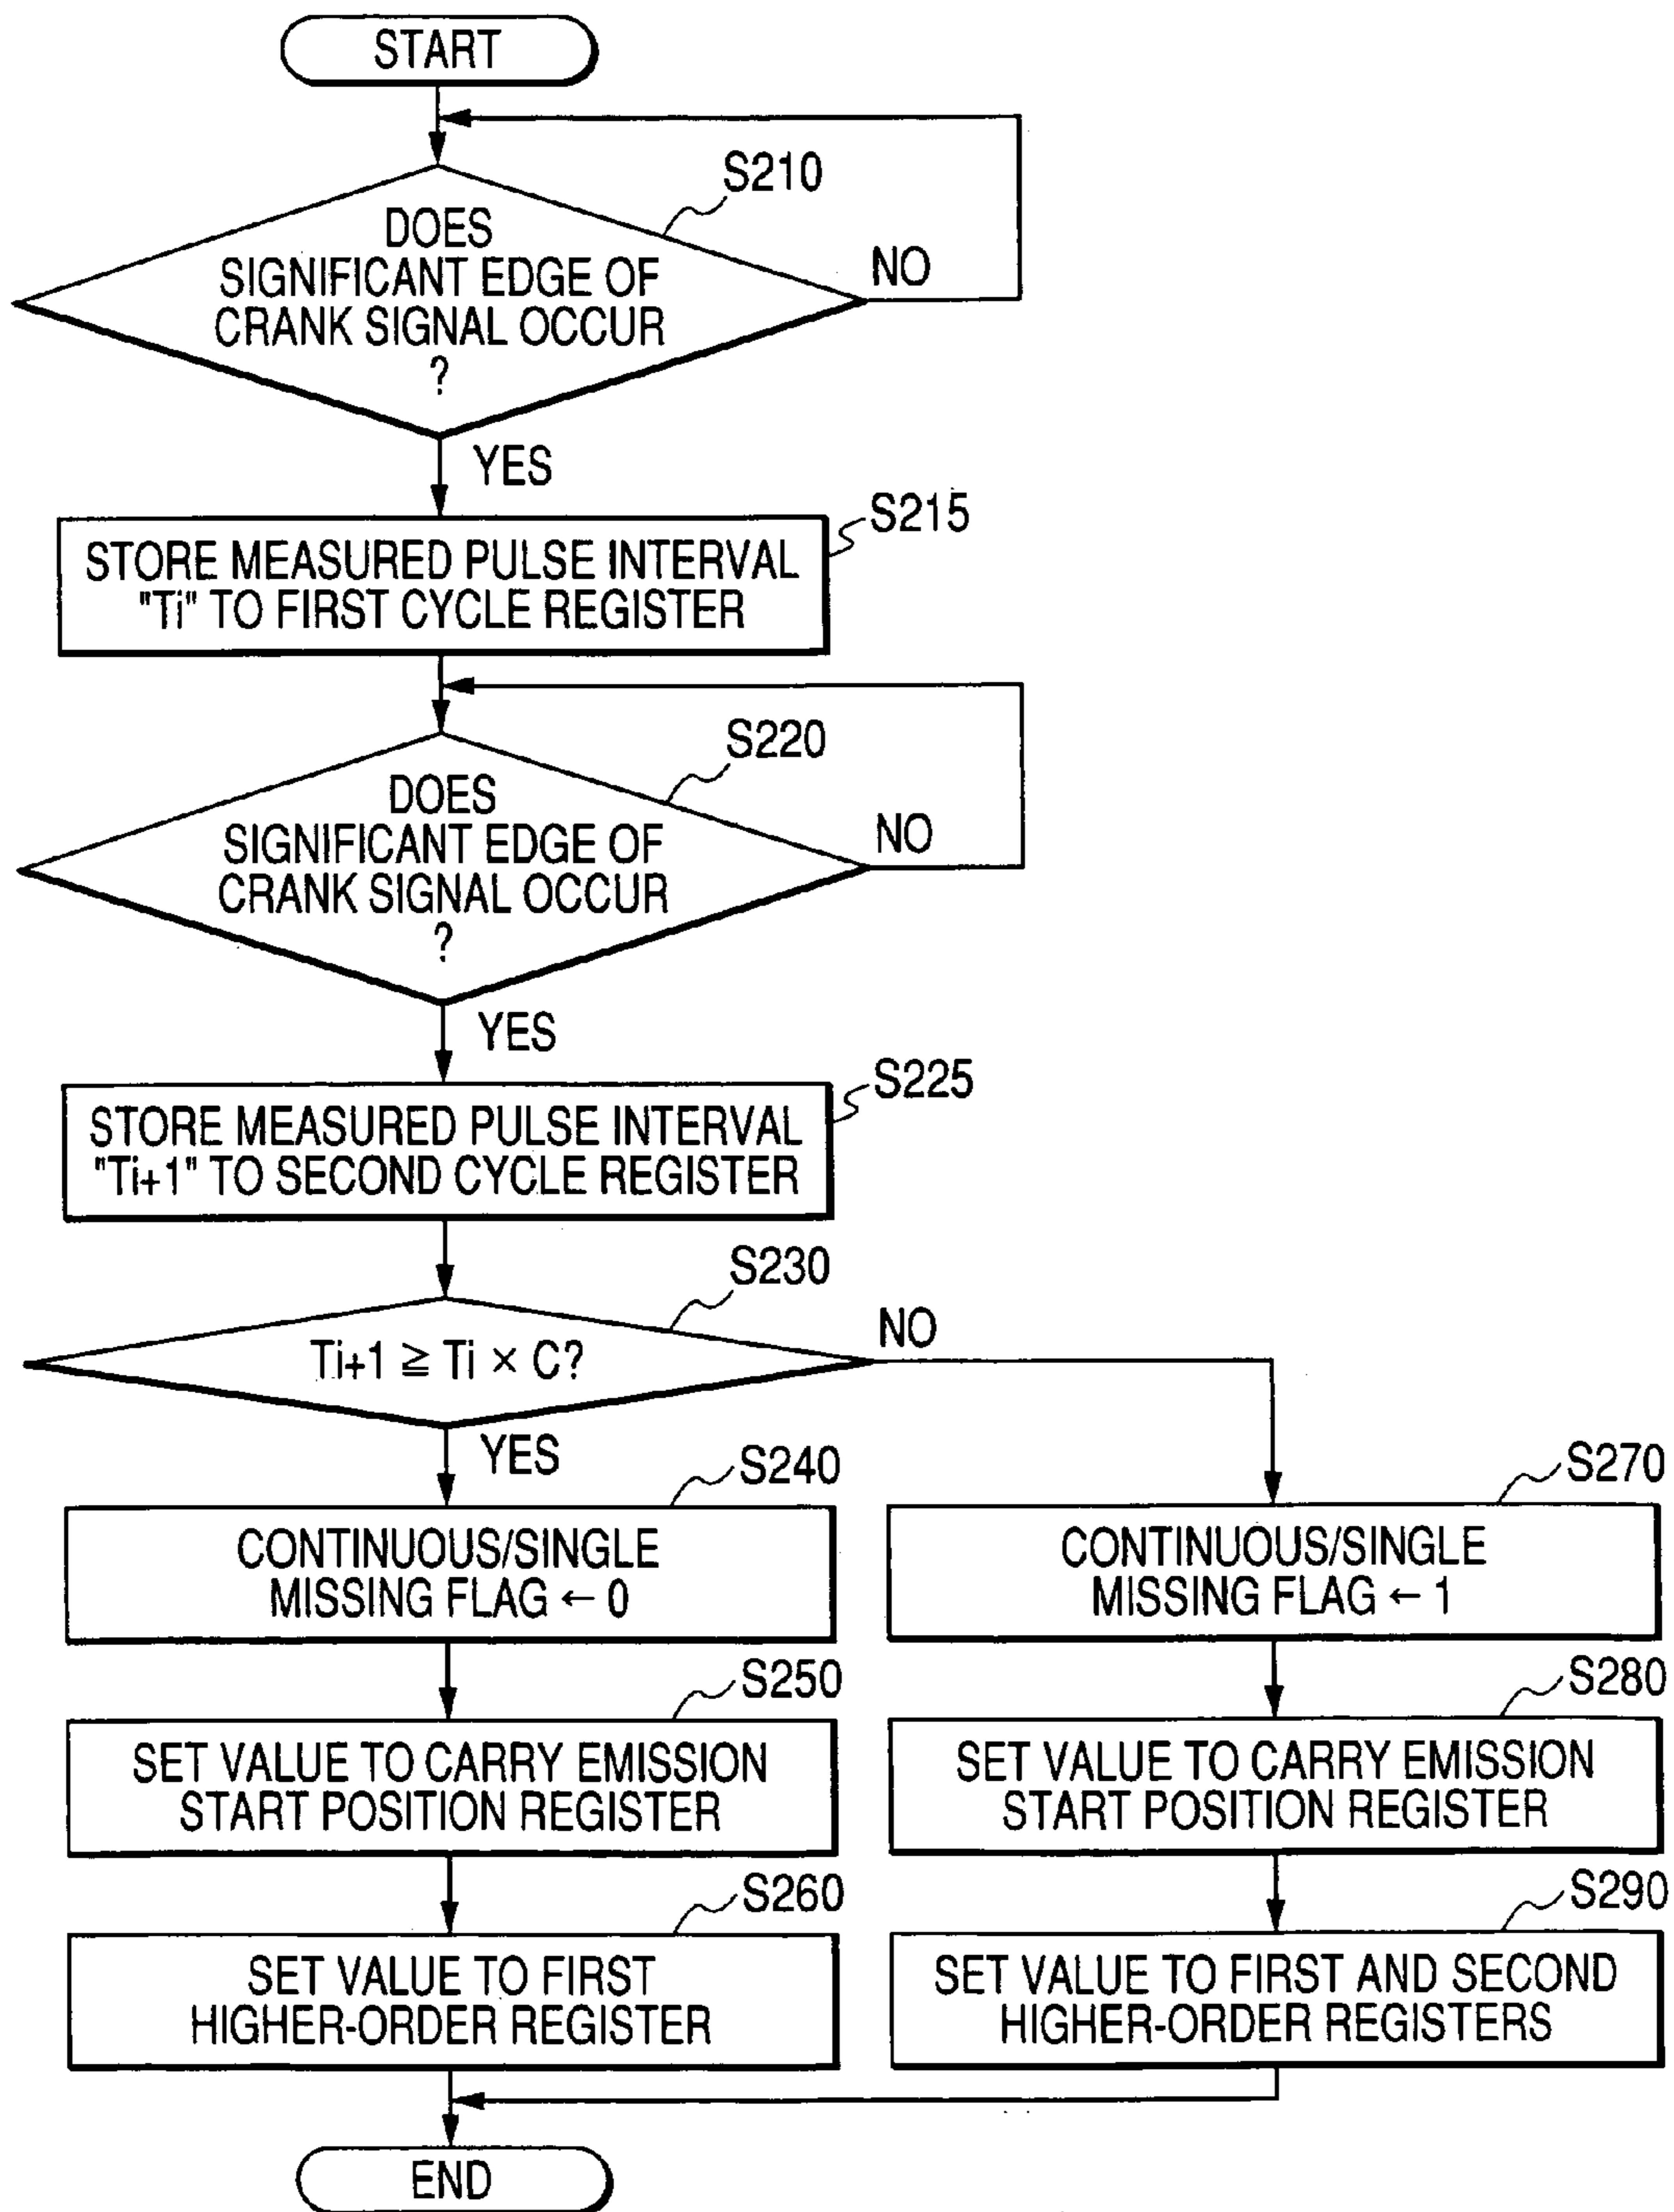 START
S210
DOES
SIGNIFICANT EDGE OF
CRANK SIGNAL OCCUR
?
NO
YES
S215
STORE MEASURED PULSE INTERVAL
"Ti" TO FIRST CYCLE REGISTER
S220
DOES
SIGNIFICANT EDGE OF
CRANK SIGNAL OCCUR
?
NO
YES
S225
STORE MEASURED PULSE INTERVAL
"Ti+1" TO SECOND CYCLE REGISTER
S230
Ti+1 ≧ Ti × C?
NO
YES
S240
CONTINUOUS/SINGLE
MISSING FLAG ← 0
S250
SET VALUE TO CARRY EMISSION
START POSITION REGISTER
S260
SET VALUE TO FIRST
HIGHER-ORDER REGISTER
S270
CONTINUOUS/SINGLE
MISSING FLAG ← 1
S280
SET VALUE TO CARRY EMISSION
START POSITION REGISTER
S290
SET VALUE TO FIRST AND SECOND
HIGHER-ORDER REGISTERS
END